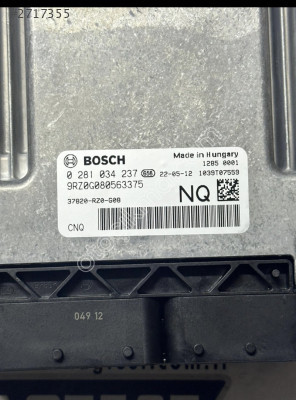 2717355
BOSCH
Made in Hungary
1285 0001
0 281 034 237 22-05-12 1039T07559
9RZ0G080563375
37820-RZ0-G08
NQ
CNQ
049 12